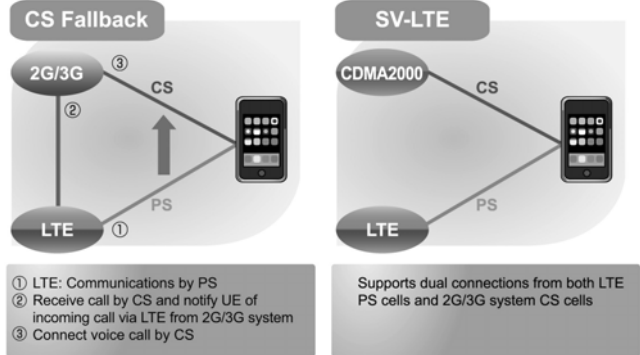 CS Fallback
2G/3G
③
CS
②
PS
LTE
①
① LTE: Communications by PS
② Receive call by CS and notify UE of
incoming call via LTE from 2G/3G system
③ Connect voice call by CS
SV-LTE
CDMA2000
CS
PS
LTE
Supports dual connections from both LTE
PS cells and 2G/3G system CS cells